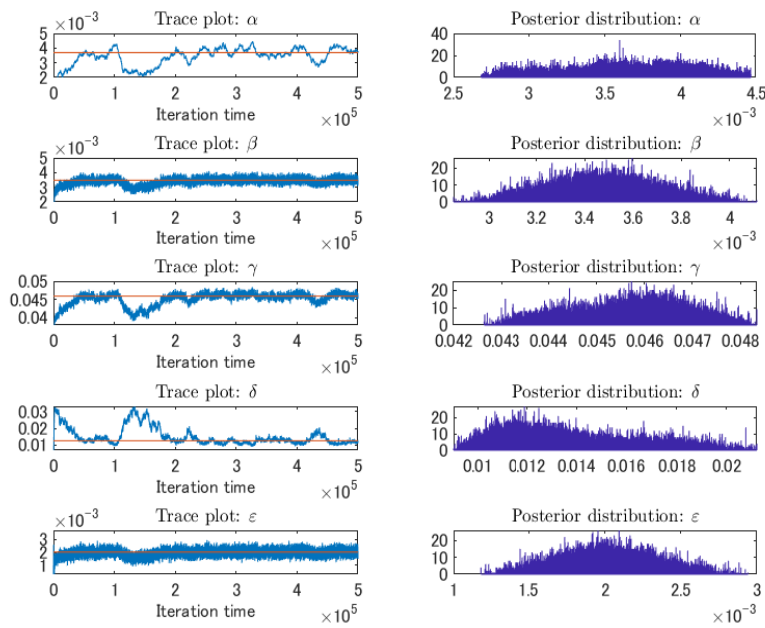 Trace plot: α
Posterior distribution: α
×10⁻³
5
4
3
2
0 1 2 3 4 5
Iteration time
×10⁵
40
20
0
2.5 3 3.5 4 4.5
×10⁻³
Trace plot: β
Posterior distribution: β
×10⁻³
5
4
3
2
0 1 2 3 4 5
Iteration time
×10⁵
20
10
0
3 3.2 3.4 3.6 3.8 4
×10⁻³
Trace plot: γ
Posterior distribution: γ
0.05
0.045
0.04
0 1 2 3 4 5
Iteration time
×10⁵
20
10
0
0.042 0.043 0.044 0.045 0.046 0.047 0.048
Trace plot: δ
Posterior distribution: δ
0.03
0.02
0.01
0 1 2 3 4 5
Iteration time
×10⁵
20
10
0
0.01 0.012 0.014 0.016 0.018 0.02
Trace plot: ε
Posterior distribution: ε
×10⁻³
3
2
1
0 1 2 3 4 5
Iteration time
×10⁵
20
10
0
1 1.5 2 2.5 3
×10⁻³